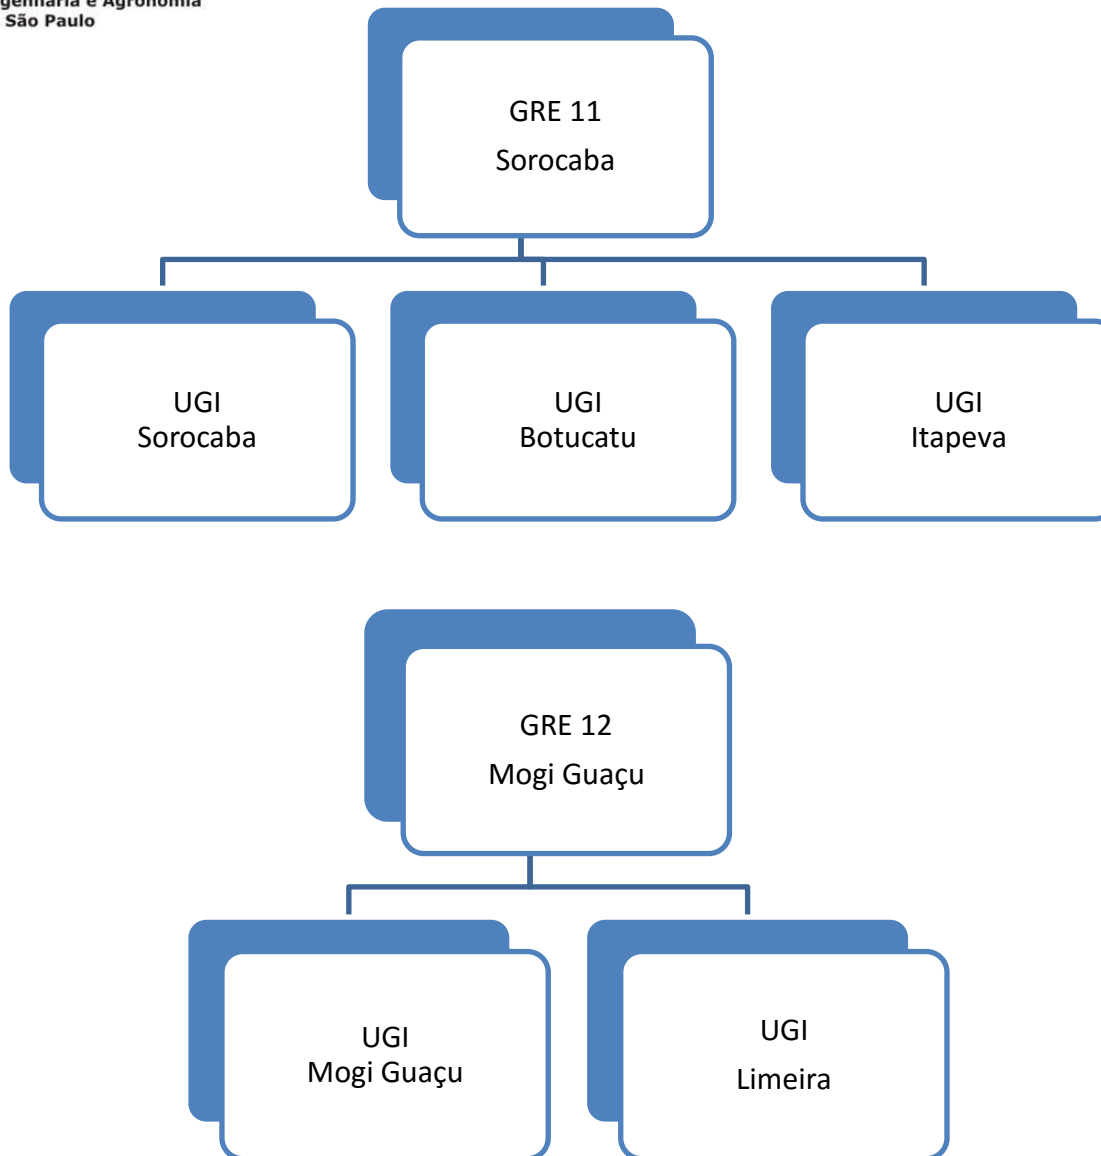 São Paulo
GRE 11
Sorocaba
UGI
Sorocaba
UGI
Botucatu
UGI
Itapeva
GRE 12
Mogi Guaçu
UGI
Mogi Guaçu
UGI
Limeira